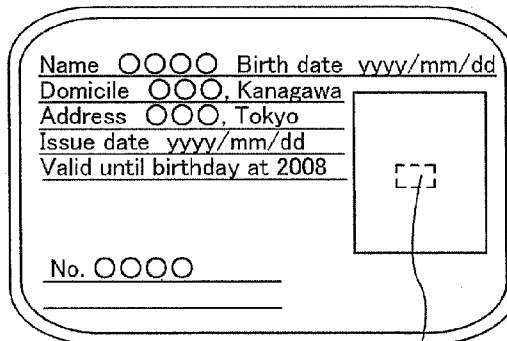 Name ○○○○ Birth date yyyy/mm/dd
Domicile ○○○, Kanagawa
Address ○○○, Tokyo
Issue date yyyy/mm/dd
Valid until birthday at 2008
No. ○○○○